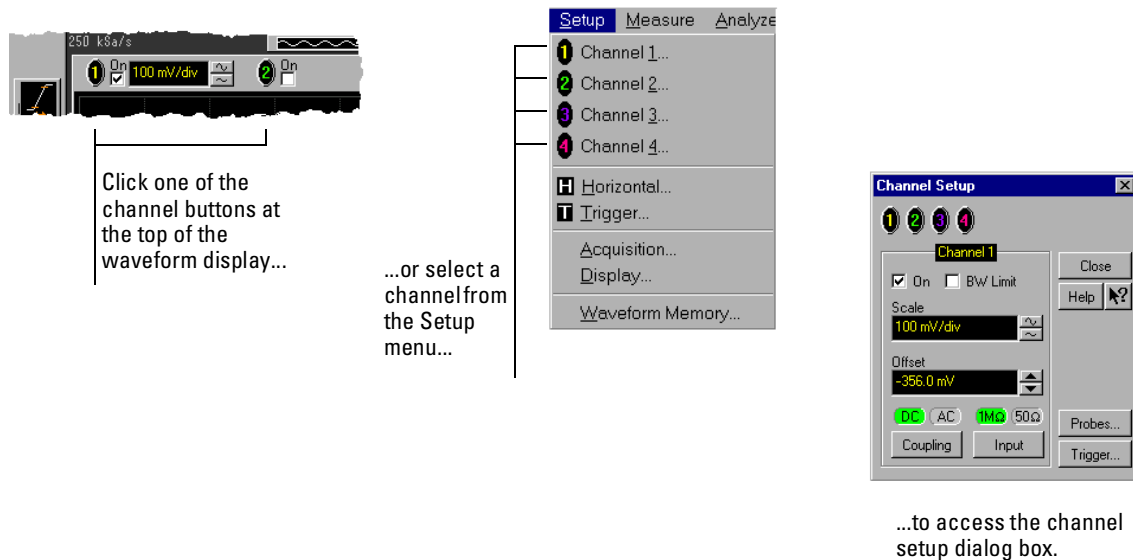 250 kSa/s
1 On 100 mV/div 2 On
Click one of the
channel buttons at
the top of the
waveform display...
...or select a
channel from
the Setup
menu...
Setup Measure Analyze
1 Channel 1...
2 Channel 2...
3 Channel 3...
4 Channel 4...
H Horizontal...
T Trigger...
Acquisition...
Display...
Waveform Memory...
Channel Setup
1 2 3 4
Channel 1
On BW Limit
Scale
100 mV/div
Offset
-356.0 mV
DC AC 1MΩ 50Ω
Coupling Input
Close
Help ?
Probes...
Trigger...
...to access the channel
setup dialog box.